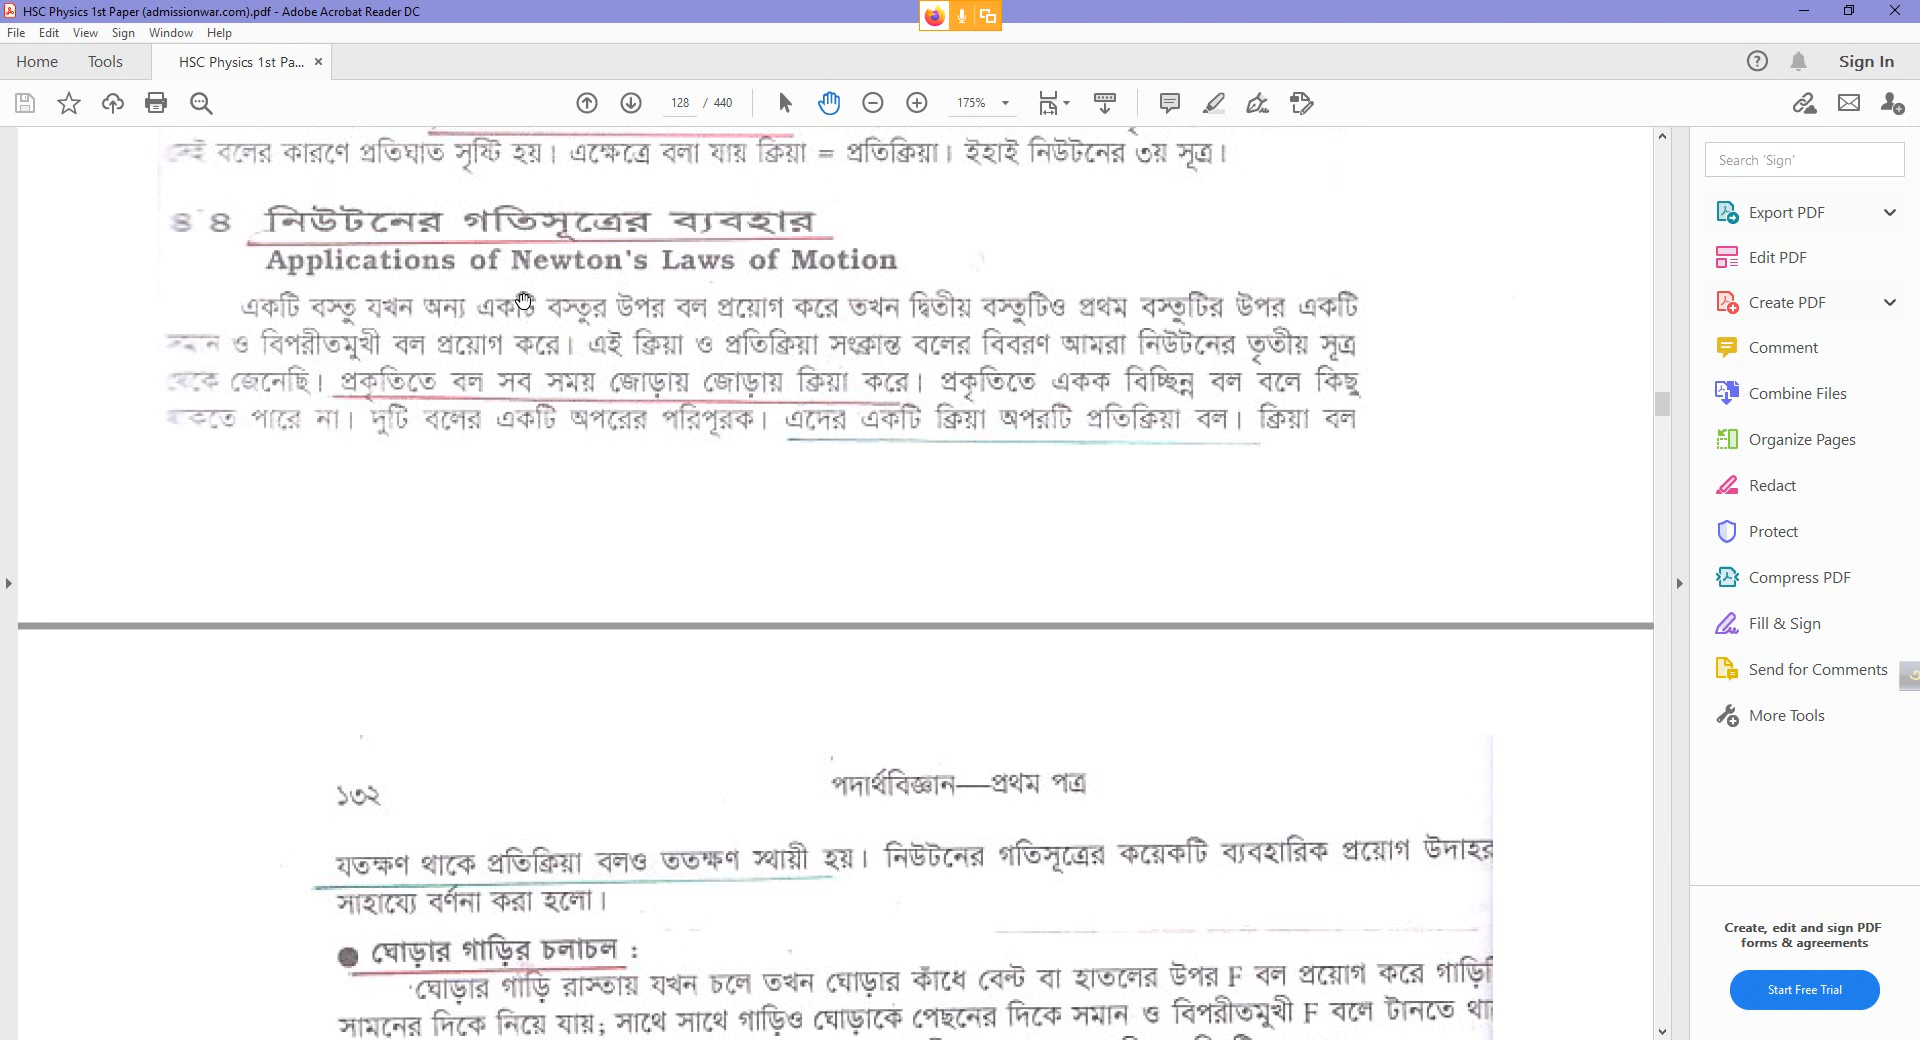 HSC Physics 1st Paper (admissionwar.com).pdf - Adobe Acrobat Reader DC
File Edit View Sign Window Help
Home Tools HSC Physics 1st Pa... Sign In
128 / 440 175%
বলের কারণে প্রতিঘাত সৃষ্টি হয়। এক্ষেত্রে বলা যায় ক্রিয়া = প্রতিক্রিয়া। ইহাই নিউটনের ৩য় সূত্র।
৪ ৪ নিউটনের গতিসূত্রের ব্যবহার
Applications of Newton's Laws of Motion
একটি বস্তু যখন অন্য একটি বস্তুর উপর বল প্রয়োগ করে তখন দ্বিতীয় বস্তুটিও প্রথম বস্তুটির উপর একটি
সমান ও বিপরীতমুখী বল প্রয়োগ করে। এই ক্রিয়া ও প্রতিক্রিয়া সংক্রান্ত বলের বিবরণ আমরা নিউটনের তৃতীয় সূত্র
থেকে জেনেছি। প্রকৃতিতে বল সব সময় জোড়ায় জোড়ায় ক্রিয়া করে। প্রকৃতিতে একক বিচ্ছিন্ন বল বলে কিছু
থাকতে পারে না। দুটি বলের একটি অপরের পরিপূরক। এদের একটি ক্রিয়া অপরটি প্রতিক্রিয়া বল। ক্রিয়া বল
১৩২ পদার্থবিজ্ঞান—প্রথম পত্র
যতক্ষণ থাকে প্রতিক্রিয়া বলও ততক্ষণ স্থায়ী হয়। নিউটনের গতিসূত্রের কয়েকটি ব্যবহারিক প্রয়োগ উদাহর
সাহায্যে বর্ণনা করা হলো।
● ঘোড়ার গাড়ির চলাচল :
ঘোড়ার গাড়ি রাস্তায় যখন চলে তখন ঘোড়ার কাঁধে বেল্ট বা হাতলের উপর F বল প্রয়োগ করে গাড়ি
সামনের দিকে নিয়ে যায়; সাথে সাথে গাড়িও ঘোড়াকে পেছনের দিকে সমান ও বিপরীতমুখী F বলে টানতে থা
Search 'Sign'
Export PDF
Edit PDF
Create PDF
Comment
Combine Files
Organize Pages
Redact
Protect
Compress PDF
Fill & Sign
Send for Comments
More Tools
Create, edit and sign PDF
forms & agreements
Start Free Trial